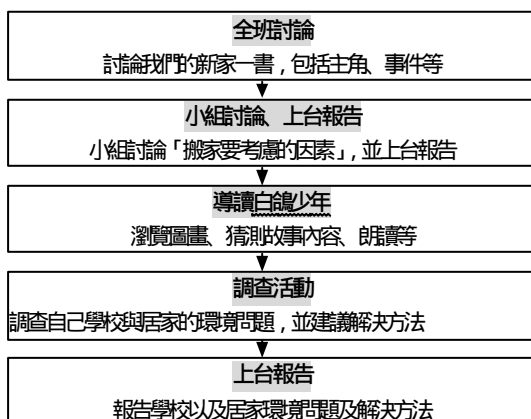 全班討論
討論我們的新家一書，包括主角、事件等
小組討論、上台報告
小組討論「搬家要考慮的因素」，並上台報告
導讀白鴿少年
瀏覽圖畫、猜測故事內容、朗讀等
調查活動
調查自己學校與居家的環境問題，並建議解決方法
上台報告
報告學校以及居家環境問題及解決方法